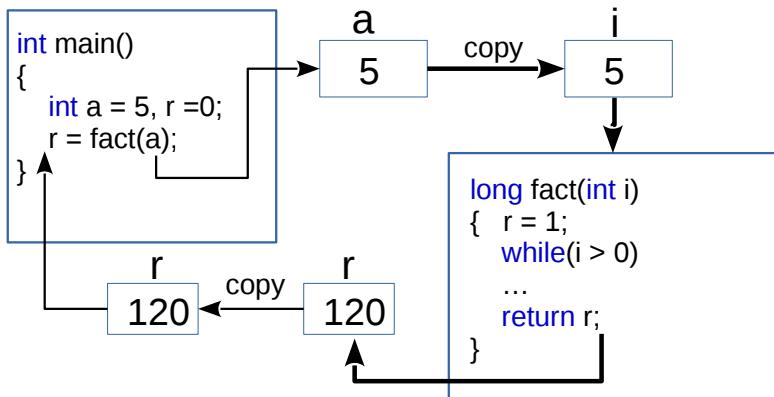 int main()
{
int a = 5, r =0;
r = fact(a);
}
a
5
copy
i
5
long fact(int i)
{ r = 1;
while(i > 0)
...
return r;
}
r
120
copy
r
120